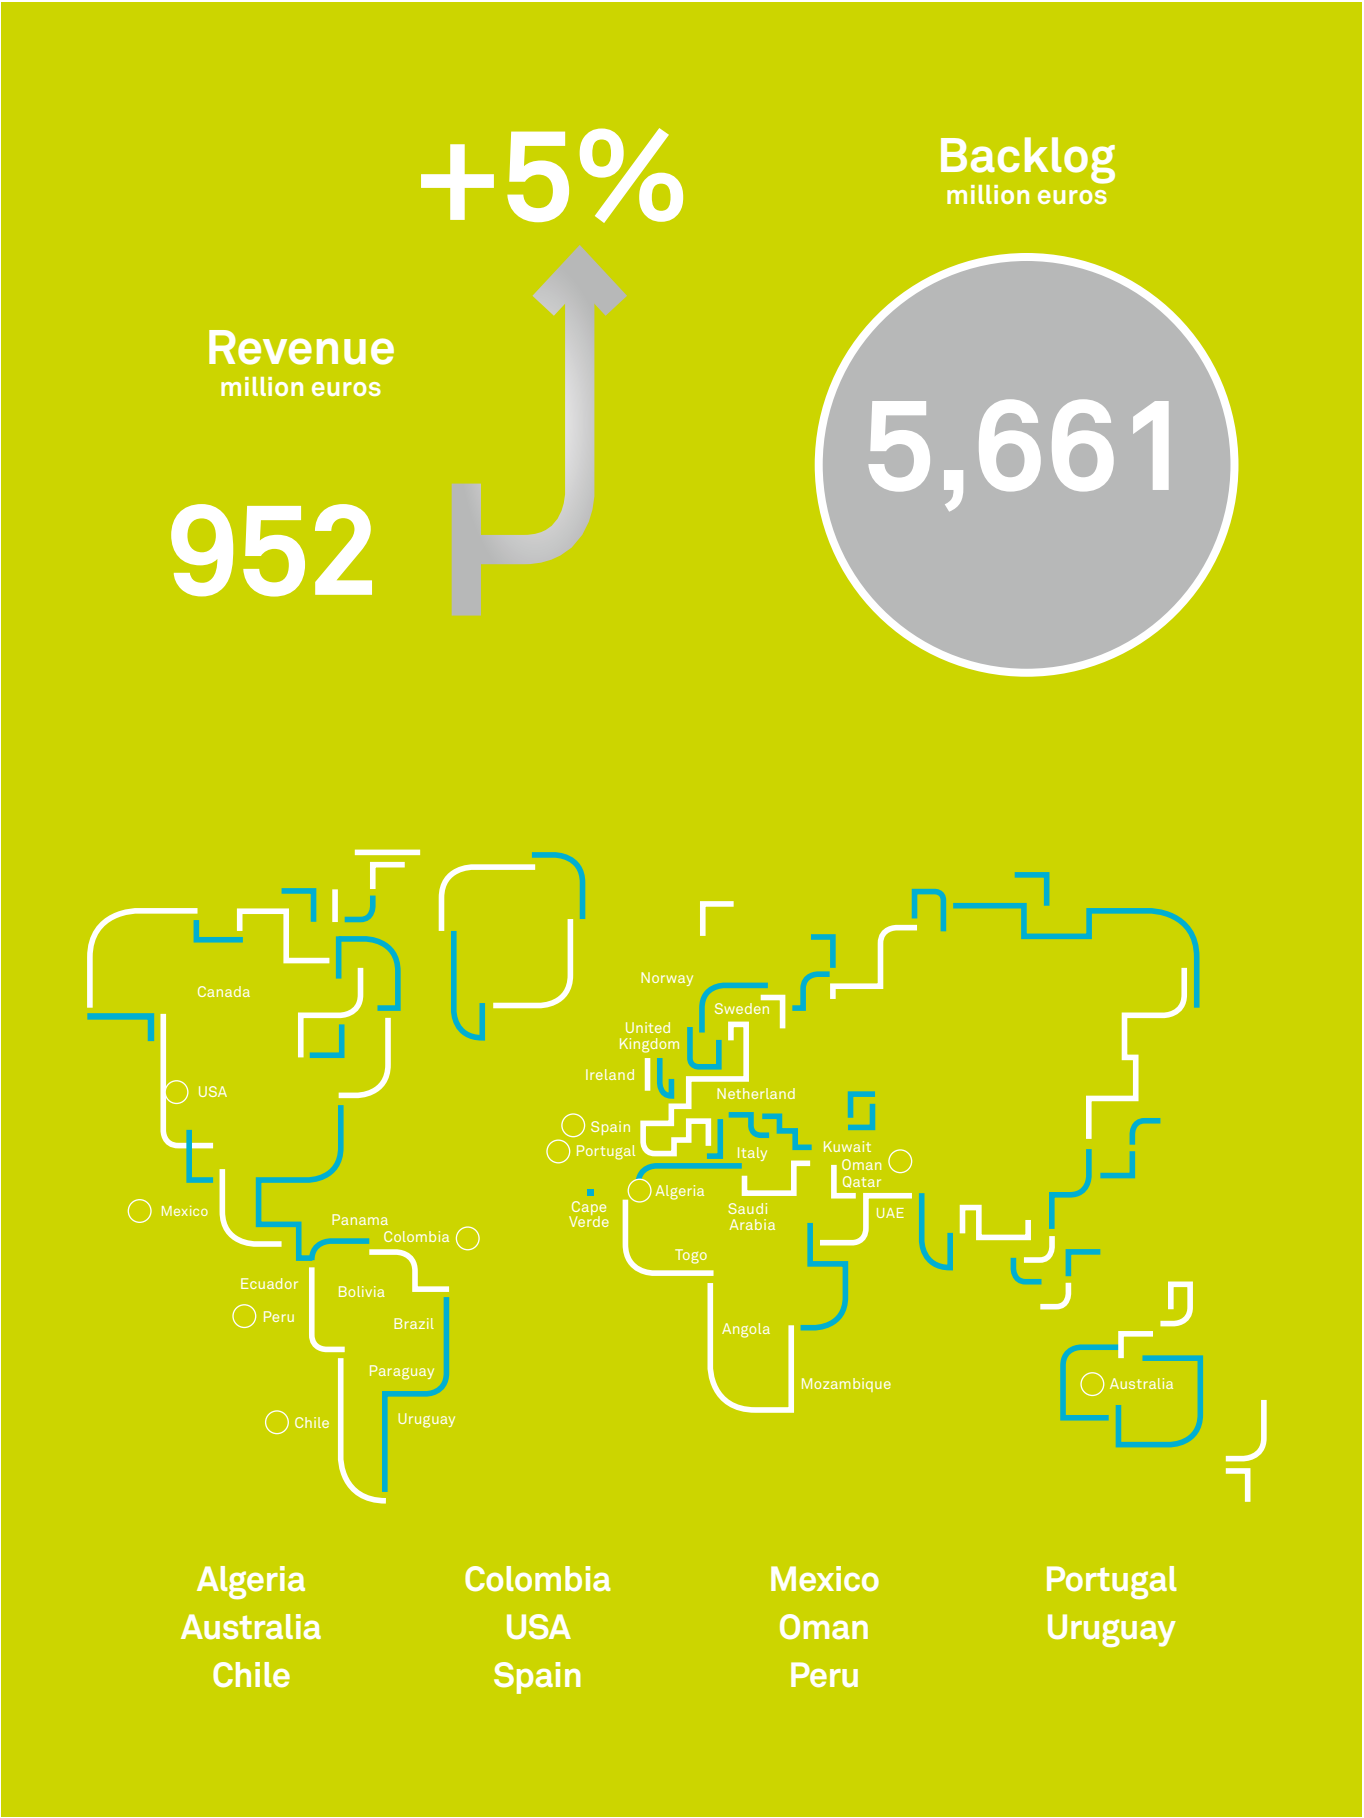 +5%
Backlog
million euros
Revenue
million euros
5,661
952
Canada
Norway
Sweden
United
Kingdom
Ireland
USA
Netherland
Spain
Portugal
Italy
Kuwait
Oman
Qatar
Algeria
Mexico
Cape
Verde
Saudi
Arabia
UAE
Panama
Colombia
Togo
Ecuador
Bolivia
Peru
Brazil
Angola
Paraguay
Mozambique
Australia
Chile
Uruguay
Algeria
Australia
Chile
Colombia
USA
Spain
Mexico
Oman
Peru
Portugal
Uruguay